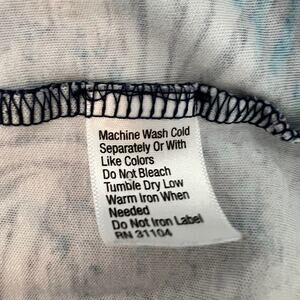 Machine Wash Cold
Separately Or With
Like Colors
Do Not Bleach
Tumble Dry Low
Warm Iron When
Needed
Do Not Iron Label
RN 31104